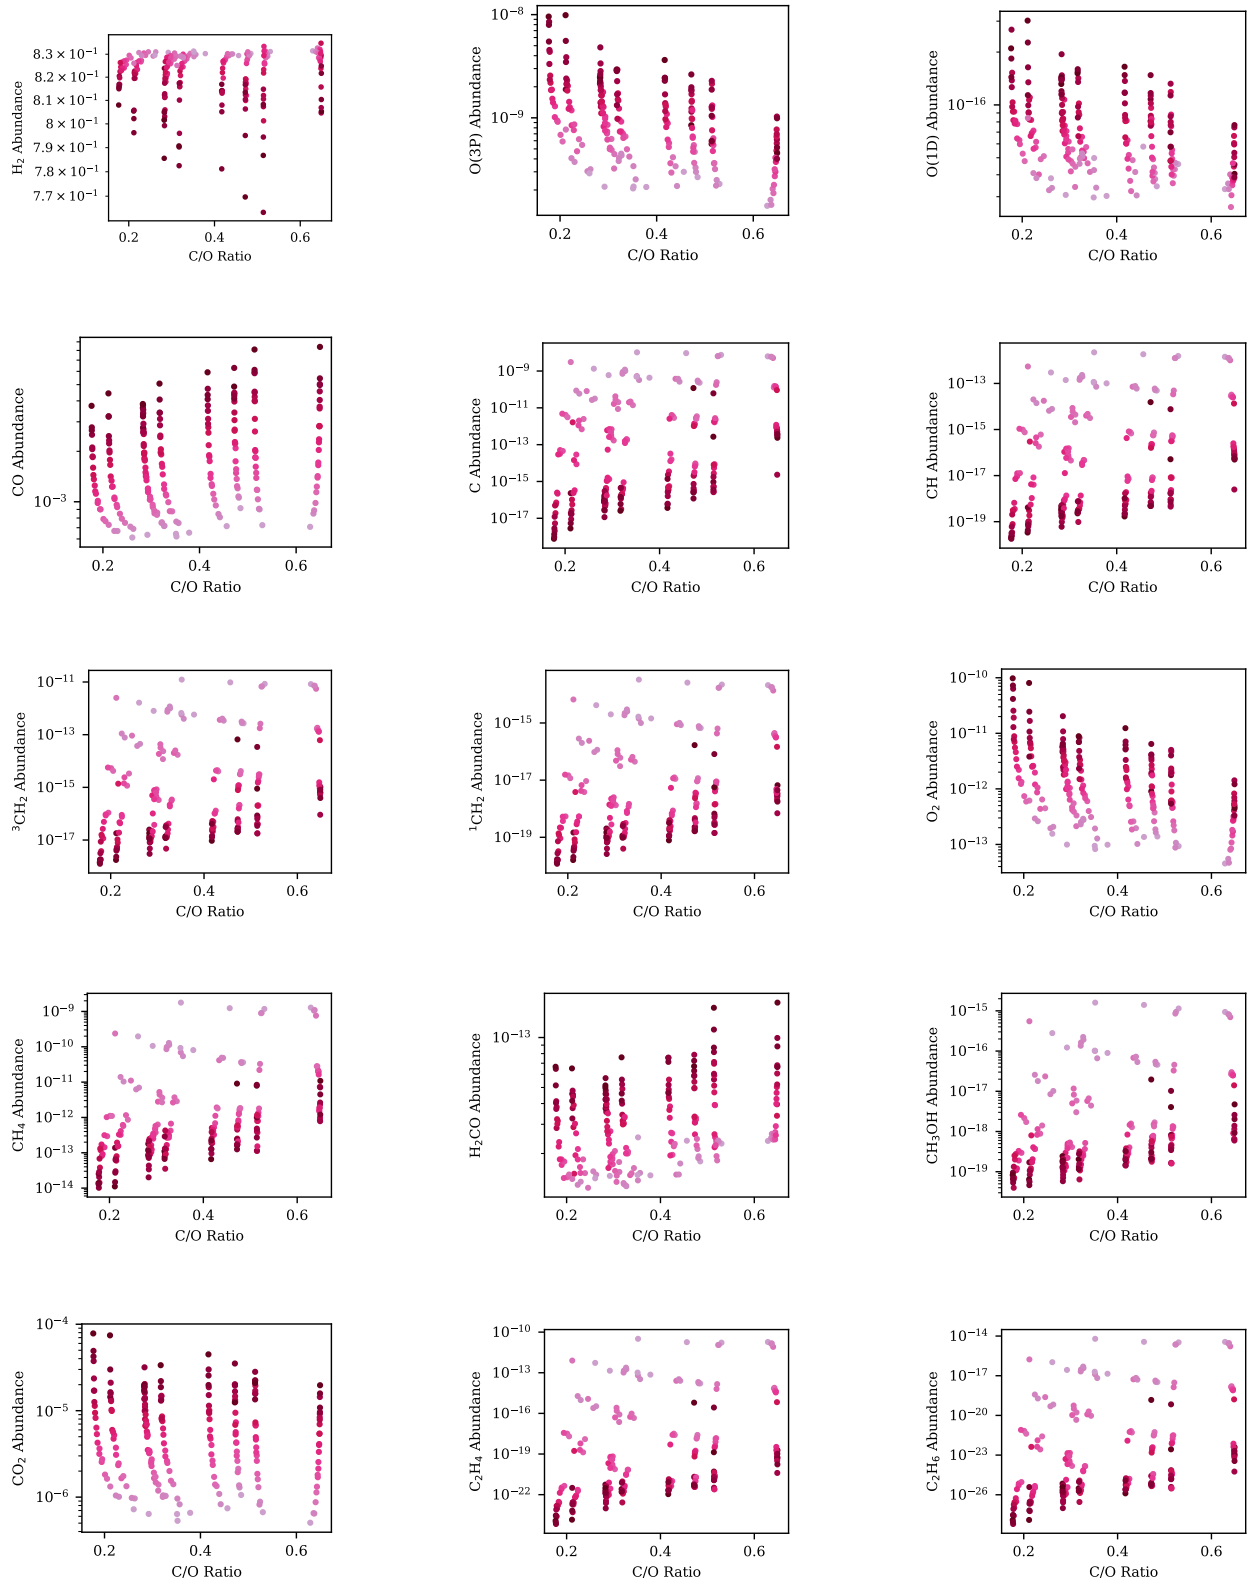 8.3 × 10⁻¹
8.2 × 10⁻¹
8.1 × 10⁻¹
8 × 10⁻¹
7.9 × 10⁻¹
7.8 × 10⁻¹
7.7 × 10⁻¹
H₂ Abundance
0.2 0.4 0.6
C/O Ratio
10⁻⁸
10⁻⁹
O(3P) Abundance
0.2 0.4 0.6
C/O Ratio
10⁻¹⁶
O(1D) Abundance
0.2 0.4 0.6
C/O Ratio
10⁻³
CO Abundance
0.2 0.4 0.6
C/O Ratio
10⁻⁹
10⁻¹¹
10⁻¹³
10⁻¹⁵
10⁻¹⁷
C Abundance
0.2 0.4 0.6
C/O Ratio
10⁻¹³
10⁻¹⁵
10⁻¹⁷
10⁻¹⁹
CH Abundance
0.2 0.4 0.6
C/O Ratio
10⁻¹¹
10⁻¹³
10⁻¹⁵
10⁻¹⁷
³CH₂ Abundance
0.2 0.4 0.6
C/O Ratio
10⁻¹⁵
10⁻¹⁷
10⁻¹⁹
¹CH₂ Abundance
0.2 0.4 0.6
C/O Ratio
10⁻¹⁰
10⁻¹¹
10⁻¹²
10⁻¹³
O₂ Abundance
0.2 0.4 0.6
C/O Ratio
10⁻⁹
10⁻¹⁰
10⁻¹¹
10⁻¹²
10⁻¹³
10⁻¹⁴
CH₄ Abundance
0.2 0.4 0.6
C/O Ratio
10⁻¹³
H₂CO Abundance
0.2 0.4 0.6
C/O Ratio
10⁻¹⁵
10⁻¹⁶
10⁻¹⁷
10⁻¹⁸
10⁻¹⁹
CH₃OH Abundance
0.2 0.4 0.6
C/O Ratio
10⁻⁴
10⁻⁵
10⁻⁶
CO₂ Abundance
0.2 0.4 0.6
C/O Ratio
10⁻¹⁰
10⁻¹³
10⁻¹⁶
10⁻¹⁹
10⁻²²
C₂H₄ Abundance
0.2 0.4 0.6
C/O Ratio
10⁻¹⁴
10⁻¹⁷
10⁻²⁰
10⁻²³
10⁻²⁶
C₂H₆ Abundance
0.2 0.4 0.6
C/O Ratio